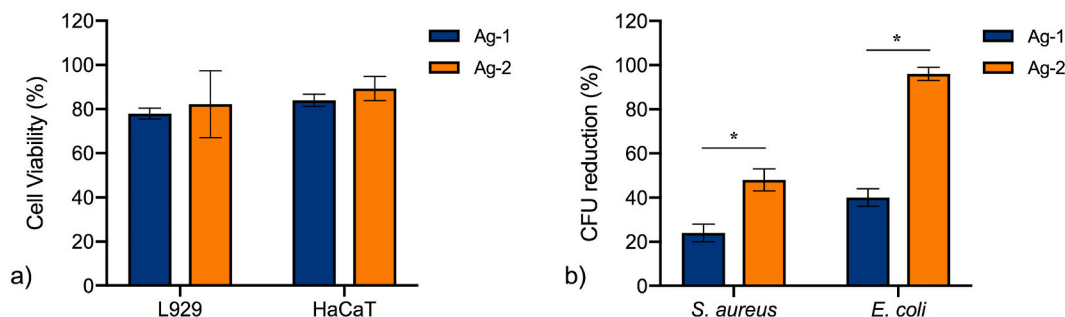 a)
Cell Viability (%)
120
100
80
60
40
20
0
L929
HaCaT
Ag-1
Ag-2
b)
CFU reduction (%)
120
100
80
60
40
20
0
*
*
S. aureus
E. coli
Ag-1
Ag-2